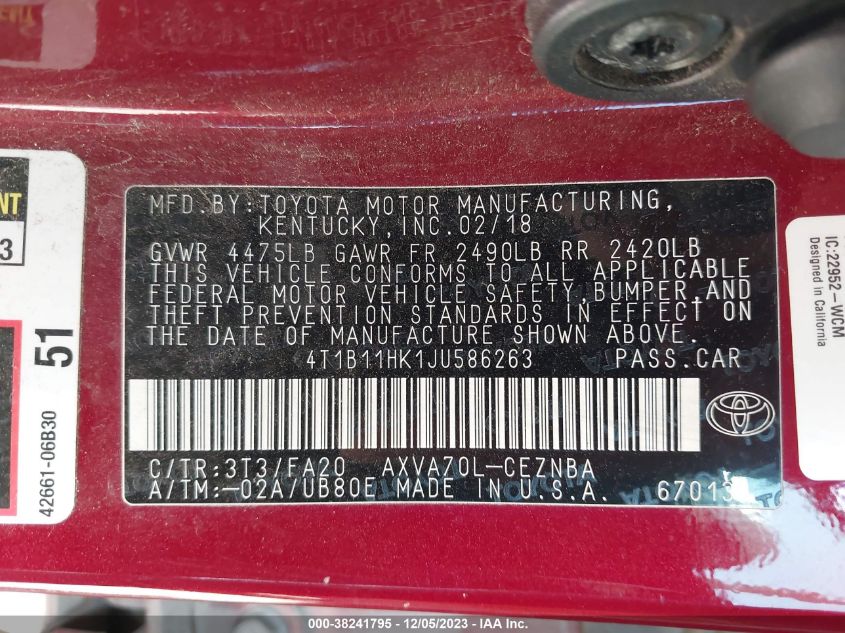 MFD.BY:TOYOTA MOTOR MANUFACTURING,
KENTUCKY,INC.02/18
GVWR 4475LB GAWR FR 2490LB RR 2420LB
THIS VEHICLE CONFORMS TO ALL APPLICABLE
FEDERAL MOTOR VEHICLE SAFETY,BUMPER,AND
THEFT PREVENTION STANDARDS IN EFFECT ON
THE DATE OF MANUFACTURE SHOWN ABOVE.
4T1B11HK1JU586263 PASS.CAR
C/TR:3T3/FA20 AXVA70L-CEZNBA
A/TM:-02A/UB80E MADE IN U.S.A.
51
42661-06B30
IC:22952-WCM
Designed in California
000-38241795 - 12/05/2023 - IAA Inc.